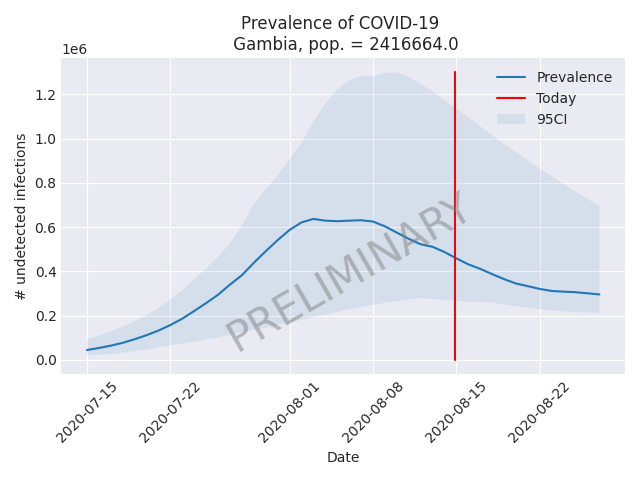 Prevalence of COVID-19
Gambia, pop. = 2416664.0
1e6
Prevalence
Today
95CI
1.2
1.0
0.8
0.6
0.4
0.2
0.0
# undetected infections
PRELIMINARY
2020-07-15
2020-07-22
2020-08-01
2020-08-08
2020-08-15
2020-08-22
Date